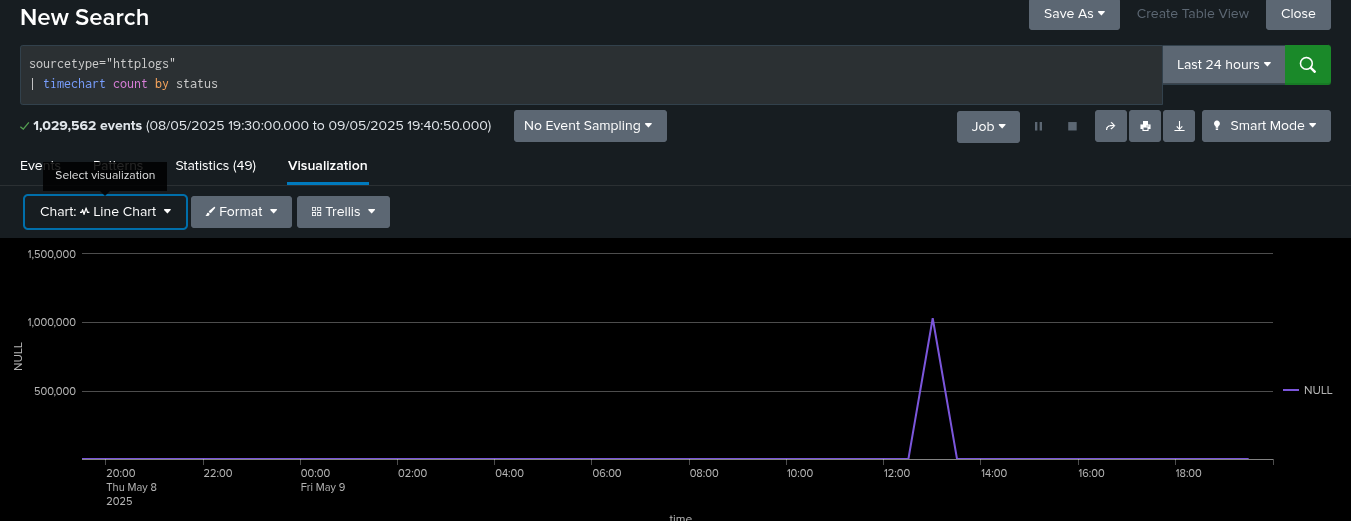 New Search
Save As
Create Table View
Close
sourcetype="httplogs"
| timechart count by status
Last 24 hours
1,029,562 events (08/05/2025 19:30:00.000 to 09/05/2025 19:40:50.000)
No Event Sampling
Job
Smart Mode
Events
Patterns
Statistics (49)
Visualization
Select visualization
Chart: Line Chart
Format
Trellis
1,500,000
1,000,000
500,000
NULL
NULL
20:00 22:00 00:00 02:00 04:00 06:00 08:00 10:00 12:00 14:00 16:00 18:00
Thu May 8 Fri May 9
2025
time